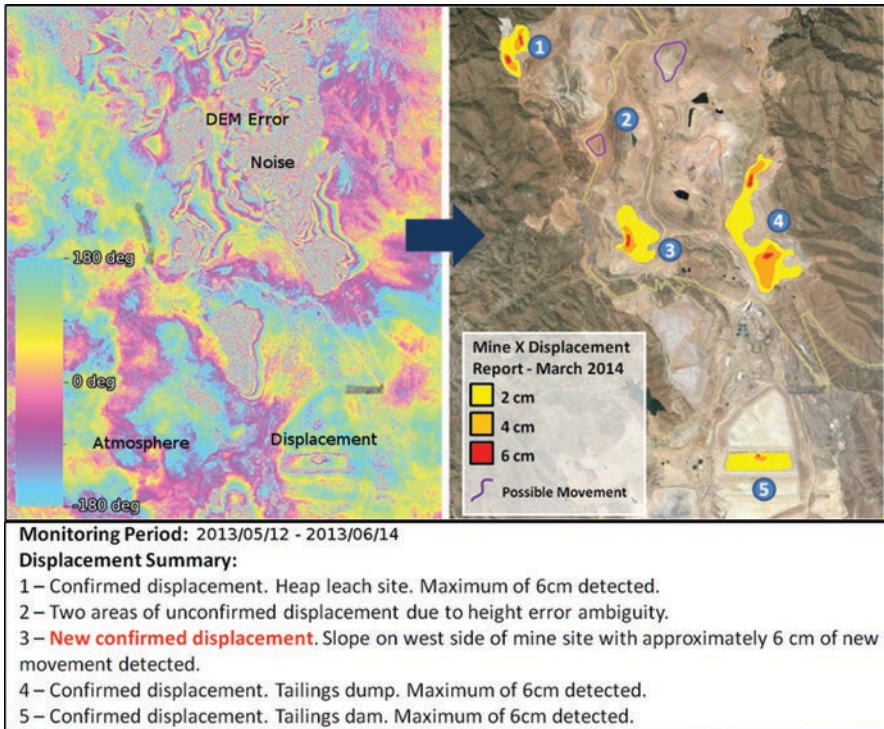 DEM Error
Noise
180 deg
0 deg
Atmosphere
Displacement
-180 deg
1
2
3
4
Mine X Displacement
Report - March 2014
2 cm
4 cm
6 cm
Possible Movement
5
Monitoring Period: 2013/05/12 - 2013/06/14
Displacement Summary:
1 – Confirmed displacement. Heap leach site. Maximum of 6cm detected.
2 – Two areas of unconfirmed displacement due to height error ambiguity.
3 – New confirmed displacement. Slope on west side of mine site with approximately 6 cm of new
movement detected.
4 – Confirmed displacement. Tailings dump. Maximum of 6cm detected.
5 – Confirmed displacement. Tailings dam. Maximum of 6cm detected.